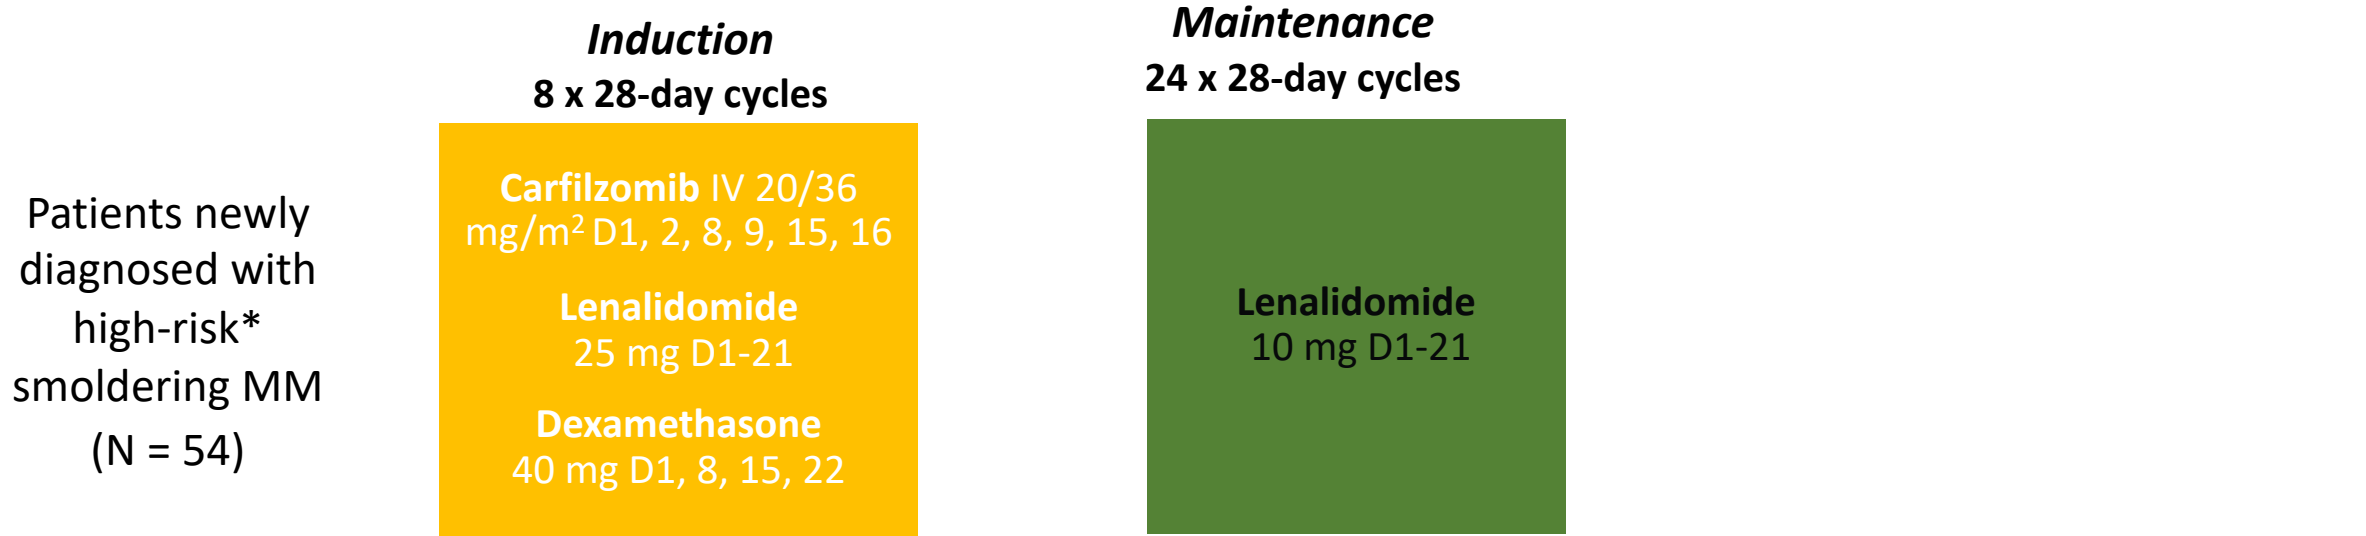 Patients newly
diagnosed with
high-risk*
smoldering MM
(N = 54)
Induction
8 x 28-day cycles
Carfilzomib IV 20/36
mg/m² D1, 2, 8, 9, 15, 16
Lenalidomide
25 mg D1-21
Dexamethasone
40 mg D1, 8, 15, 22
Maintenance
24 x 28-day cycles
Lenalidomide
10 mg D1-21